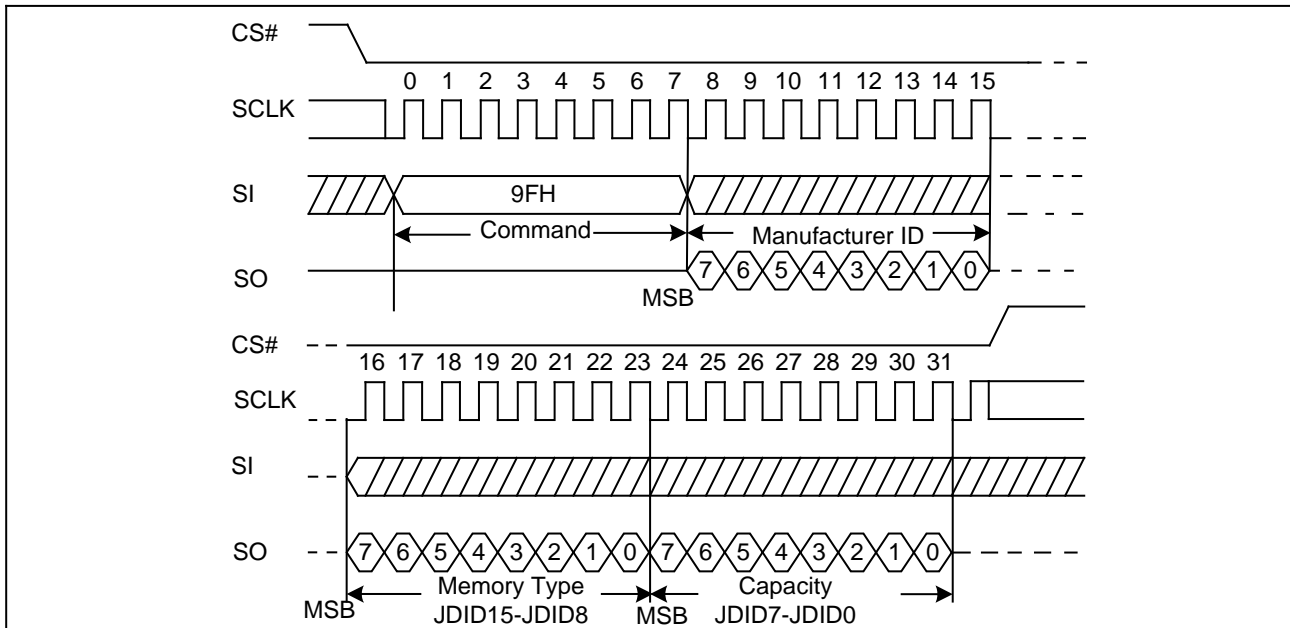 CS#
0 1 2 3 4 5 6 7 8 9 10 11 12 13 14 15
SCLK
SI 9FH
Command Manufacturer ID
SO 7 6 5 4 3 2 1 0
MSB
CS#
16 17 18 19 20 21 22 23 24 25 26 27 28 29 30 31
SCLK
SI
SO 7 6 5 4 3 2 1 0 7 6 5 4 3 2 1 0
Memory Type Capacity
MSB JDID15-JDID8 MSB JDID7-JDID0